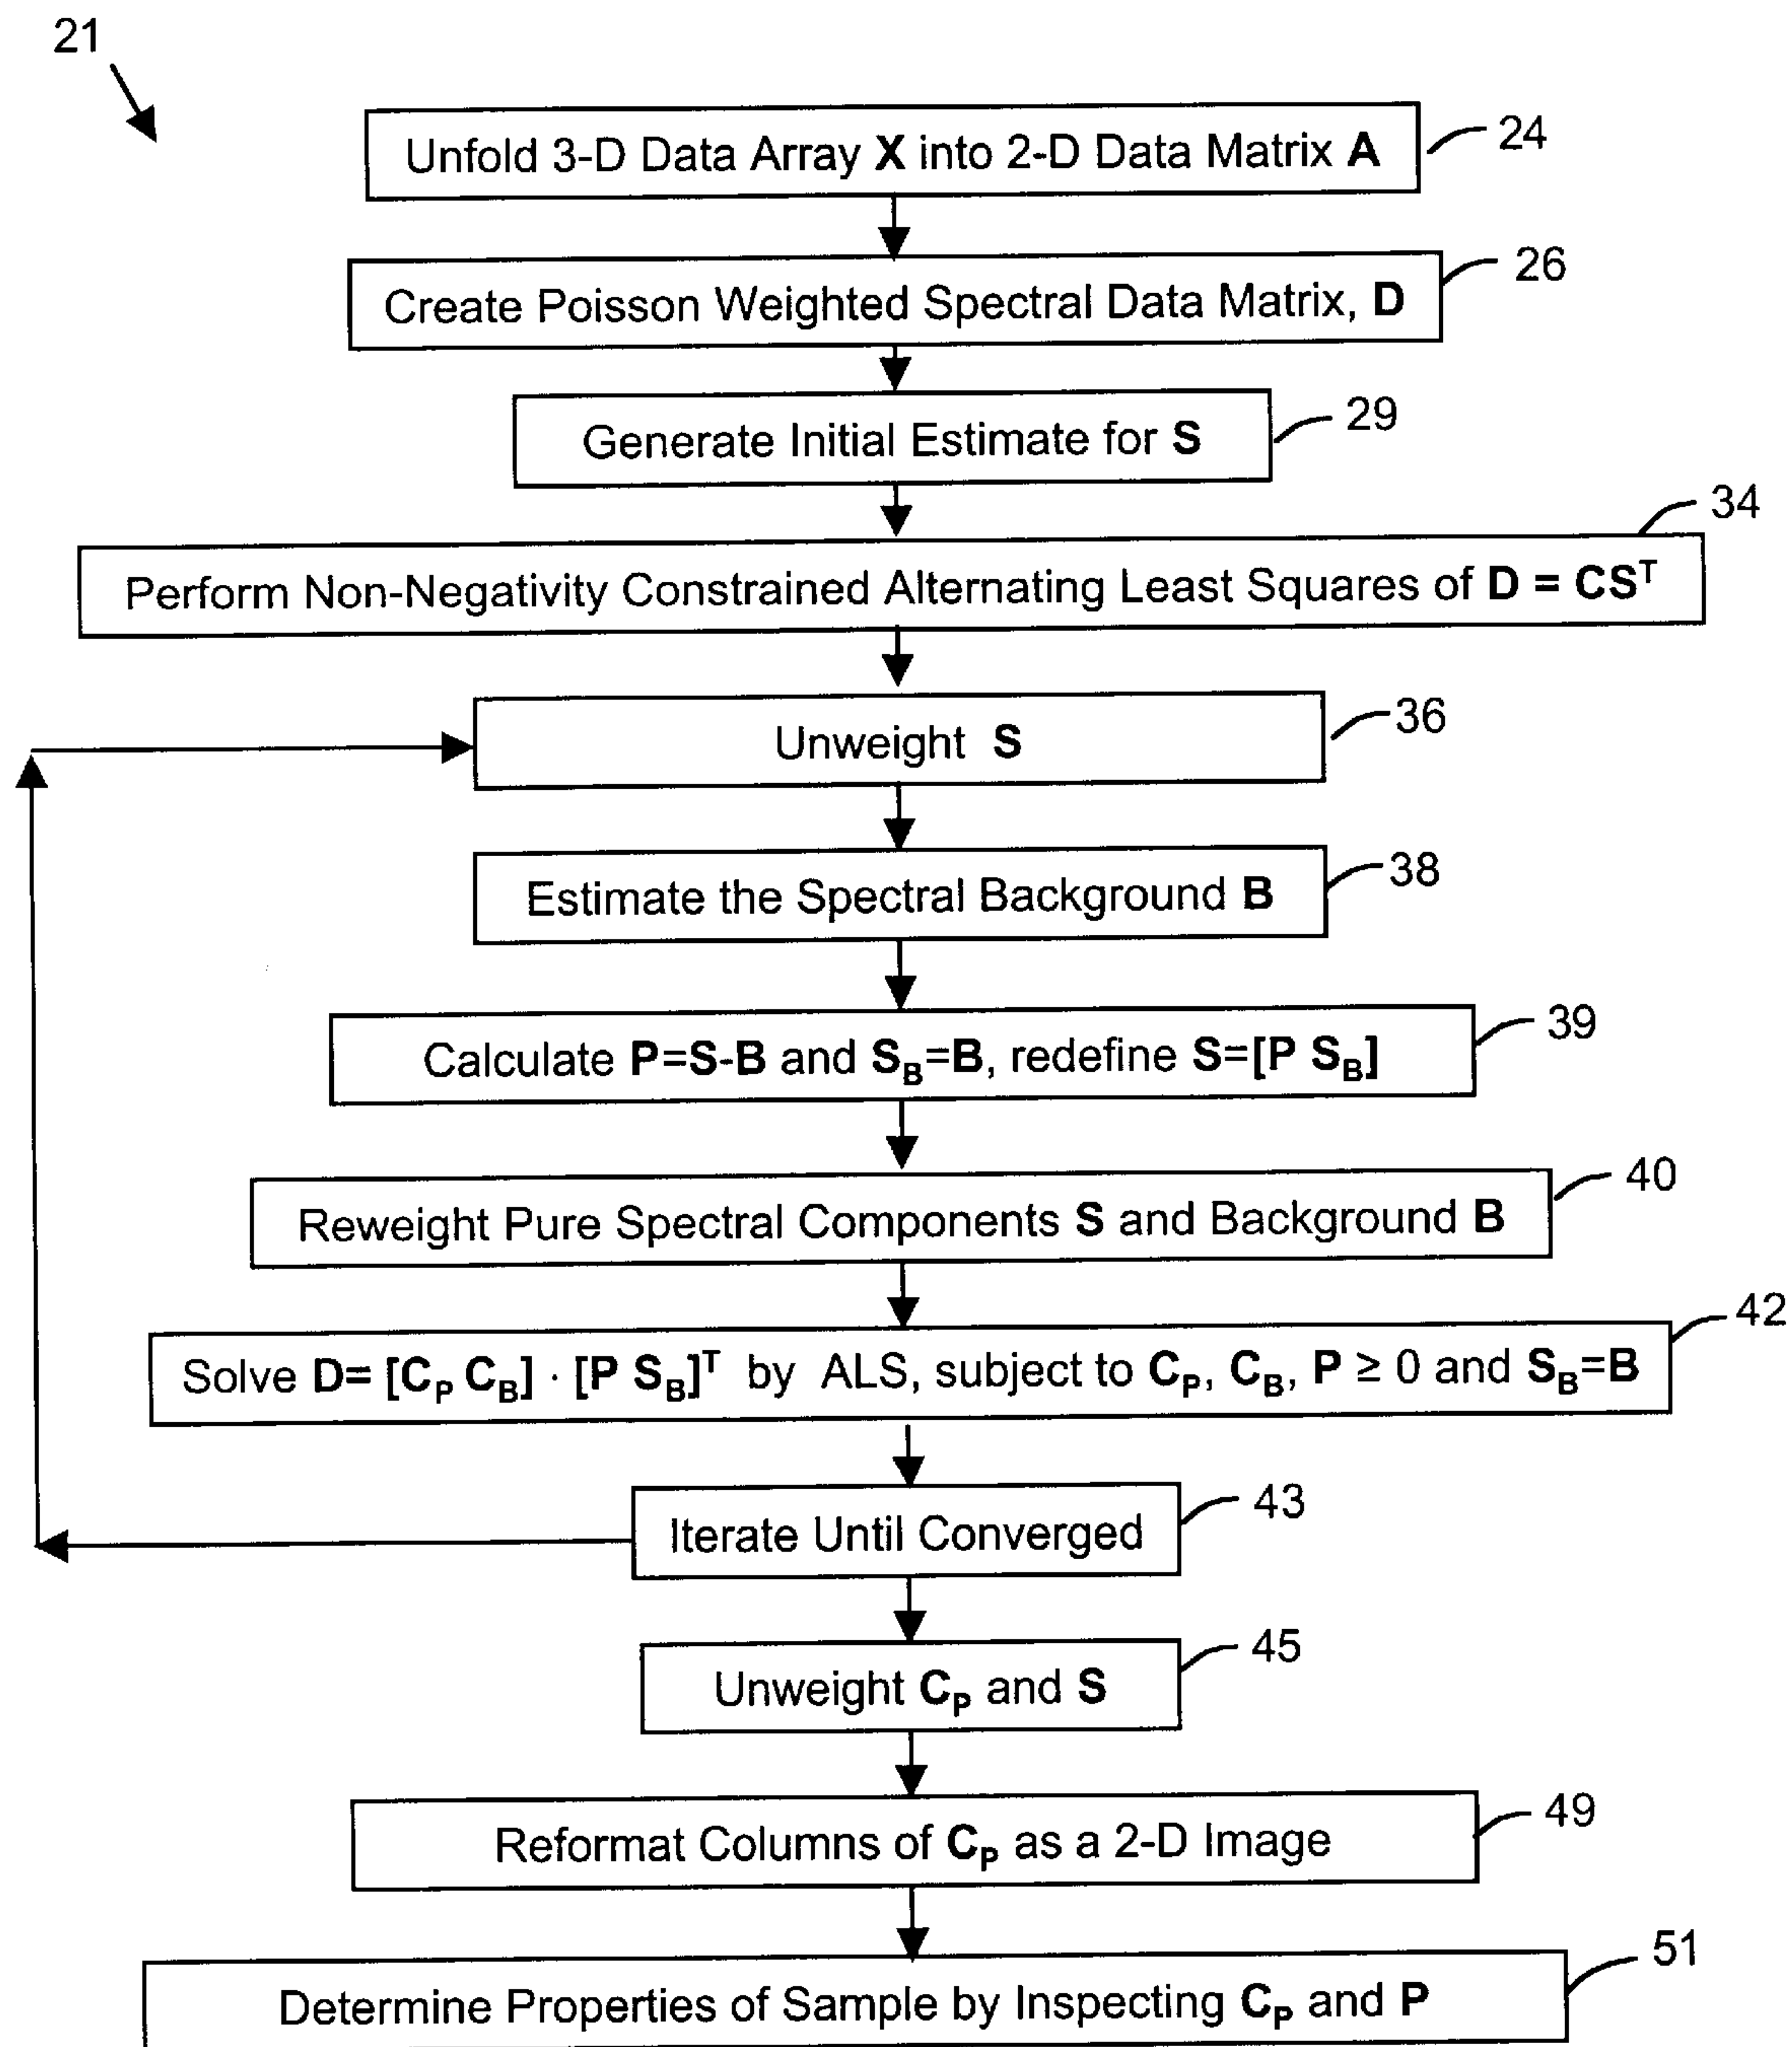 21
Unfold 3-D Data Array X into 2-D Data Matrix A
24
Create Poisson Weighted Spectral Data Matrix, D
26
Generate Initial Estimate for S
29
Perform Non-Negativity Constrained Alternating Least Squares of D = CSᵀ
34
Unweight S
36
Estimate the Spectral Background B
38
Calculate P=S-B and S_B=B, redefine S=[P S_B]
39
Reweight Pure Spectral Components S and Background B
40
Solve D= [C_P C_B] · [P S_B]ᵀ by ALS, subject to C_P, C_B, P ≥ 0 and S_B=B
42
Iterate Until Converged
43
Unweight C_P and S
45
Reformat Columns of C_P as a 2-D Image
49
Determine Properties of Sample by Inspecting C_P and P
51